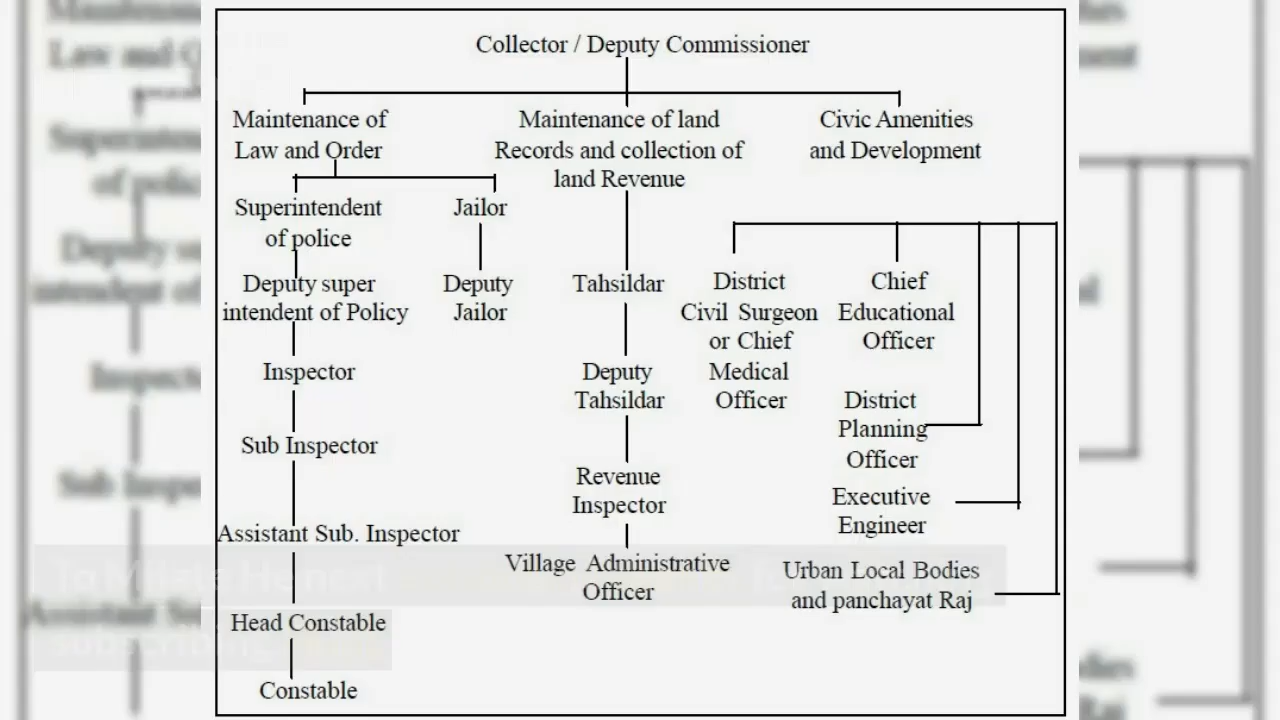 Collector / Deputy Commissioner
Maintenance of
Law and Order
Maintenance of land
Records and collection of
land Revenue
Civic Amenities
and Development
Superintendent
of police
Jailor
Deputy super
intendent of Policy
Deputy
Jailor
Tahsildar
District
Civil Surgeon
or Chief
Medical
Officer
Chief
Educational
Officer
Inspector
Deputy
Tahsildar
District
Planning
Officer
Sub Inspector
Revenue
Inspector
Executive
Engineer
Assistant Sub. Inspector
Village Administrative
Officer
Urban Local Bodies
and panchayat Raj
Head Constable
Constable